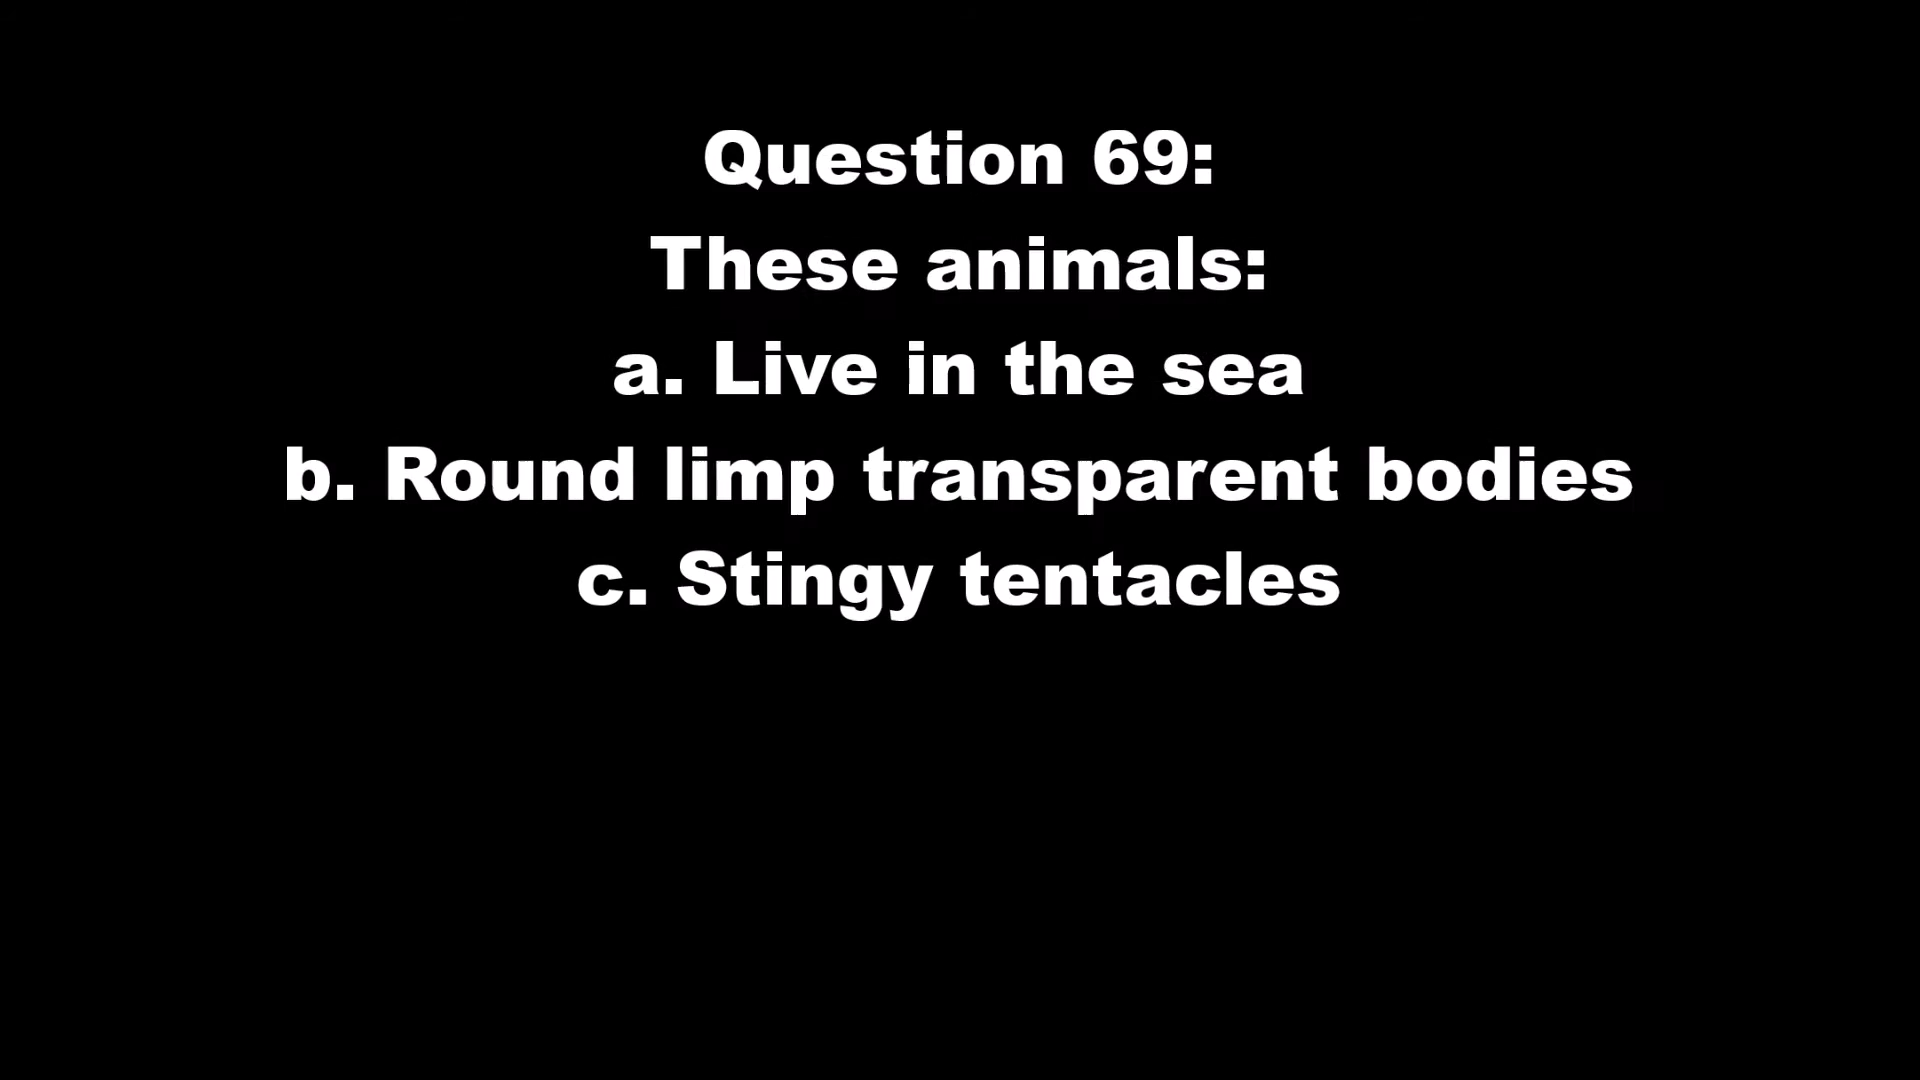 Question 69:
These animals:
a. Live in the sea
b. Round limp transparent bodies
c. Stingy tentacles